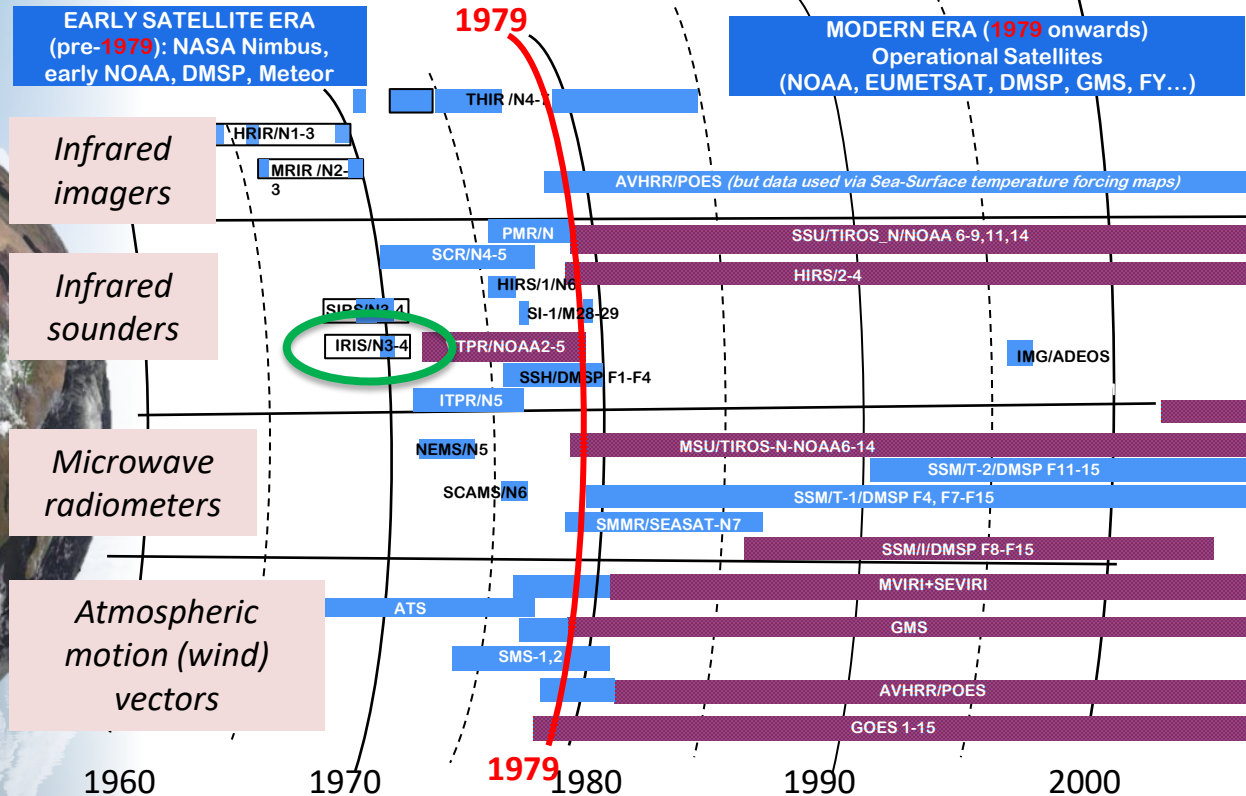 EARLY SATELLITE ERA
(pre-1979): NASA Nimbus,
early NOAA, DMSP, Meteor
1979
MODERN ERA (1979 onwards)
Operational Satellites
(NOAA, EUMETSAT, DMSP, GMS, FY...)
Infrared
imagers
THIR /N4-
HRIR/N1-3
MRIR /N2-
3
AVHRR/POES (but data used via Sea-Surface temperature forcing maps)
Infrared
sounders
PMR/N
SSU/TIROS_N/NOAA 6-9,11,14
SCR/N4-5
HIRS/2-4
HIRS/1/N6
SIRS/N3-4
SI-1/M28-29
IRIS/N3-4
TPR/NOAA2-5
IMG/ADEOS
SSH/DMSP F1-F4
ITPR/N5
Microwave
radiometers
NEMS/N5
MSU/TIROS-N-NOAA6-14
SSM/T-2/DMSP F11-15
SCAMS/N6
SSM/T-1/DMSP F4, F7-F15
SMMR/SEASAT-N7
SSM/I/DMSP F8-F15
Atmospheric
motion (wind)
vectors
MVIRI+SEVIRI
ATS
GMS
SMS-1,2
AVHRR/POES
GOES 1-15
1979
1960
1970
1980
1990
2000